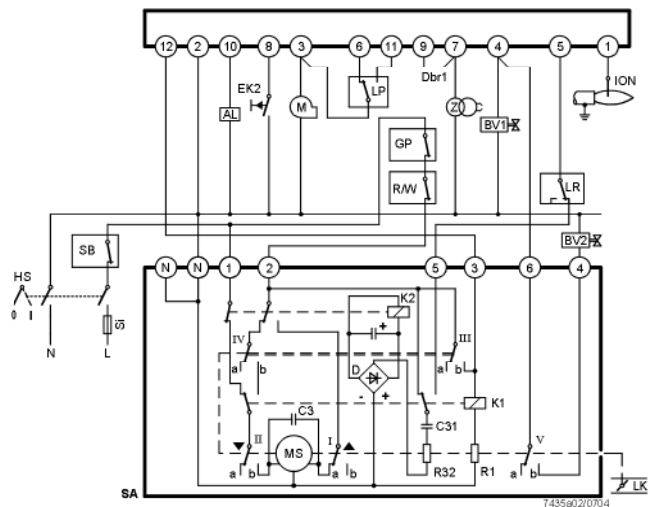 12 2 10 8 3 6 11 9 7 4 5 1
Dbr1
ION
EK2
LP
AL
M
Z
C
BV1
GP
R/W
LR
SB
BV2
HS
0 I
Si
N L
N N 1 2 5 3 6 4
K2
+
IV
III
a b
D
a b
- +
K1
C3
C31
II
I
V
MS
a b
a b
R32
R1
a b
SA
LK
7435a02/0704